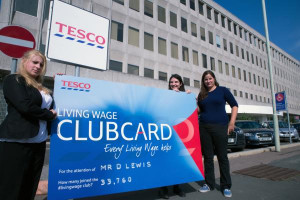 TESCO
TESCO
LIVING WAGE
CLUBCARD
Every Living Wage helps
For the attention of
MR D LEWIS
How many joined the
#livingwage club?
33,760